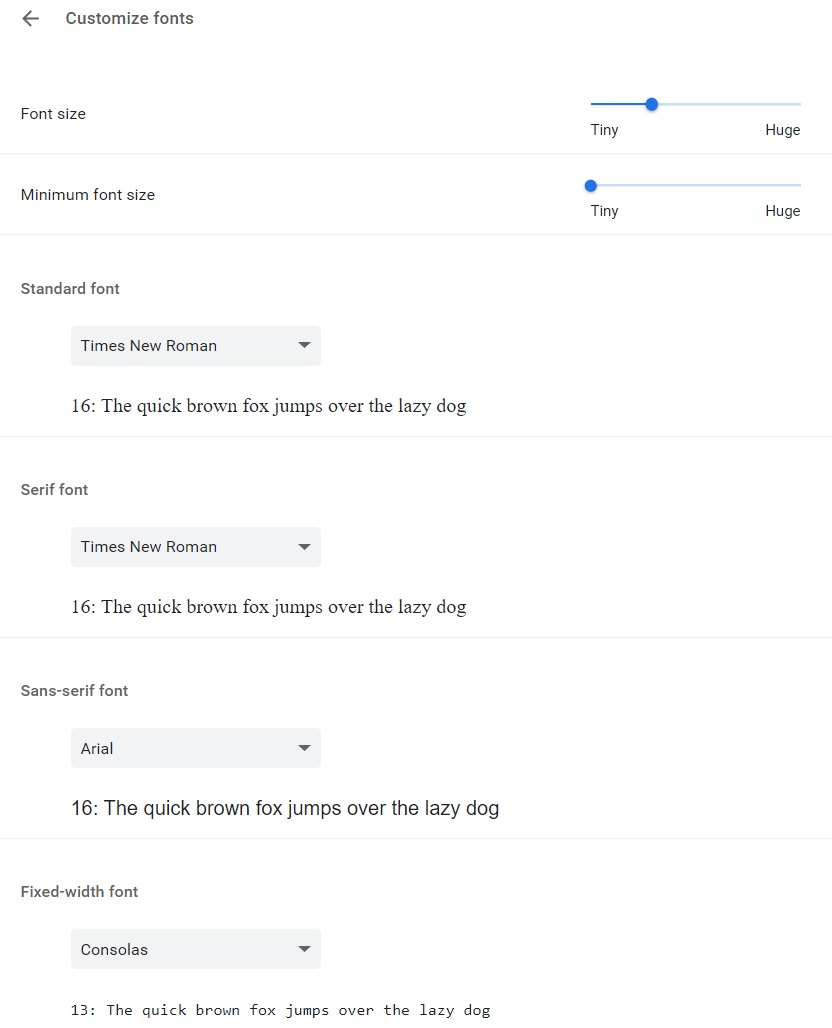 Customize fonts
Font size
Tiny Huge
Minimum font size
Tiny Huge
Standard font
Times New Roman
16: The quick brown fox jumps over the lazy dog
Serif font
Times New Roman
16: The quick brown fox jumps over the lazy dog
Sans-serif font
Arial
16: The quick brown fox jumps over the lazy dog
Fixed-width font
Consolas
13: The quick brown fox jumps over the lazy dog